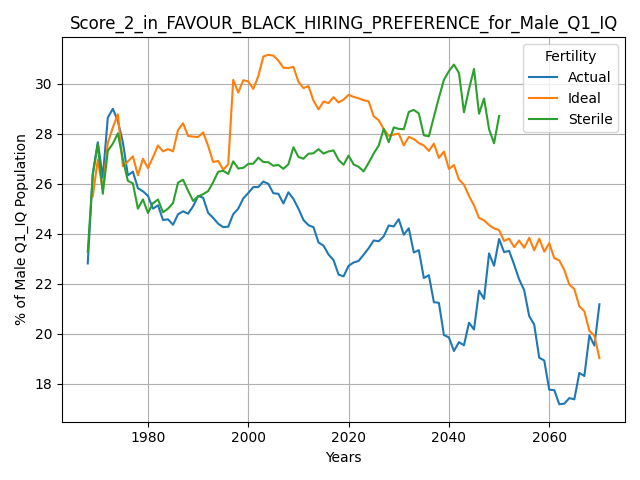 Score_2_in_FAVOUR_BLACK_HIRING_PREFERENCE_for_Male_Q1_IQ
Fertility
Actual
Ideal
Sterile
% of Male Q1_IQ Population
30
28
26
24
22
20
18
1980
2000
2020
2040
2060
Years